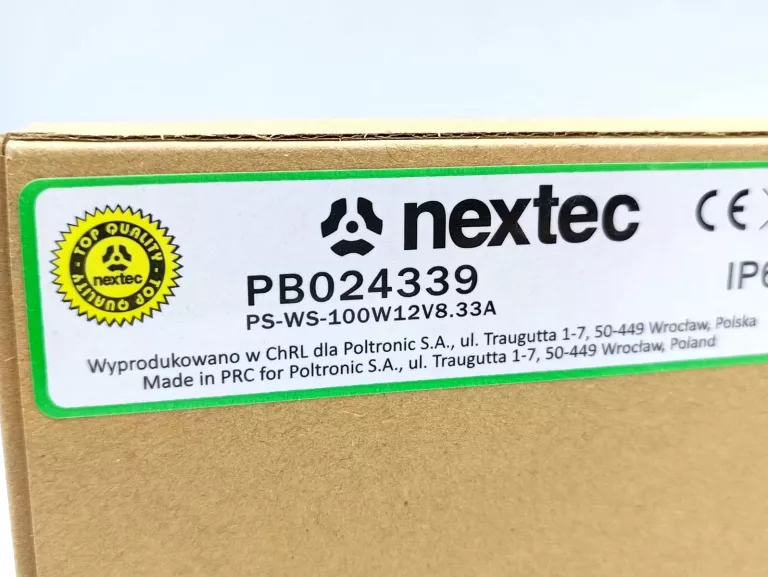 TOP QUALITY
nextec
TOP QUALITY
nextec
CE
PB024339
PS-WS-100W12V8.33A
Wyprodukowano w ChRL dla Poltronic S.A., ul. Traugutta 1-7, 50-449 Wrocław, Polska
Made in PRC for Poltronic S.A., ul. Traugutta 1-7, 50-449 Wrocław, Poland